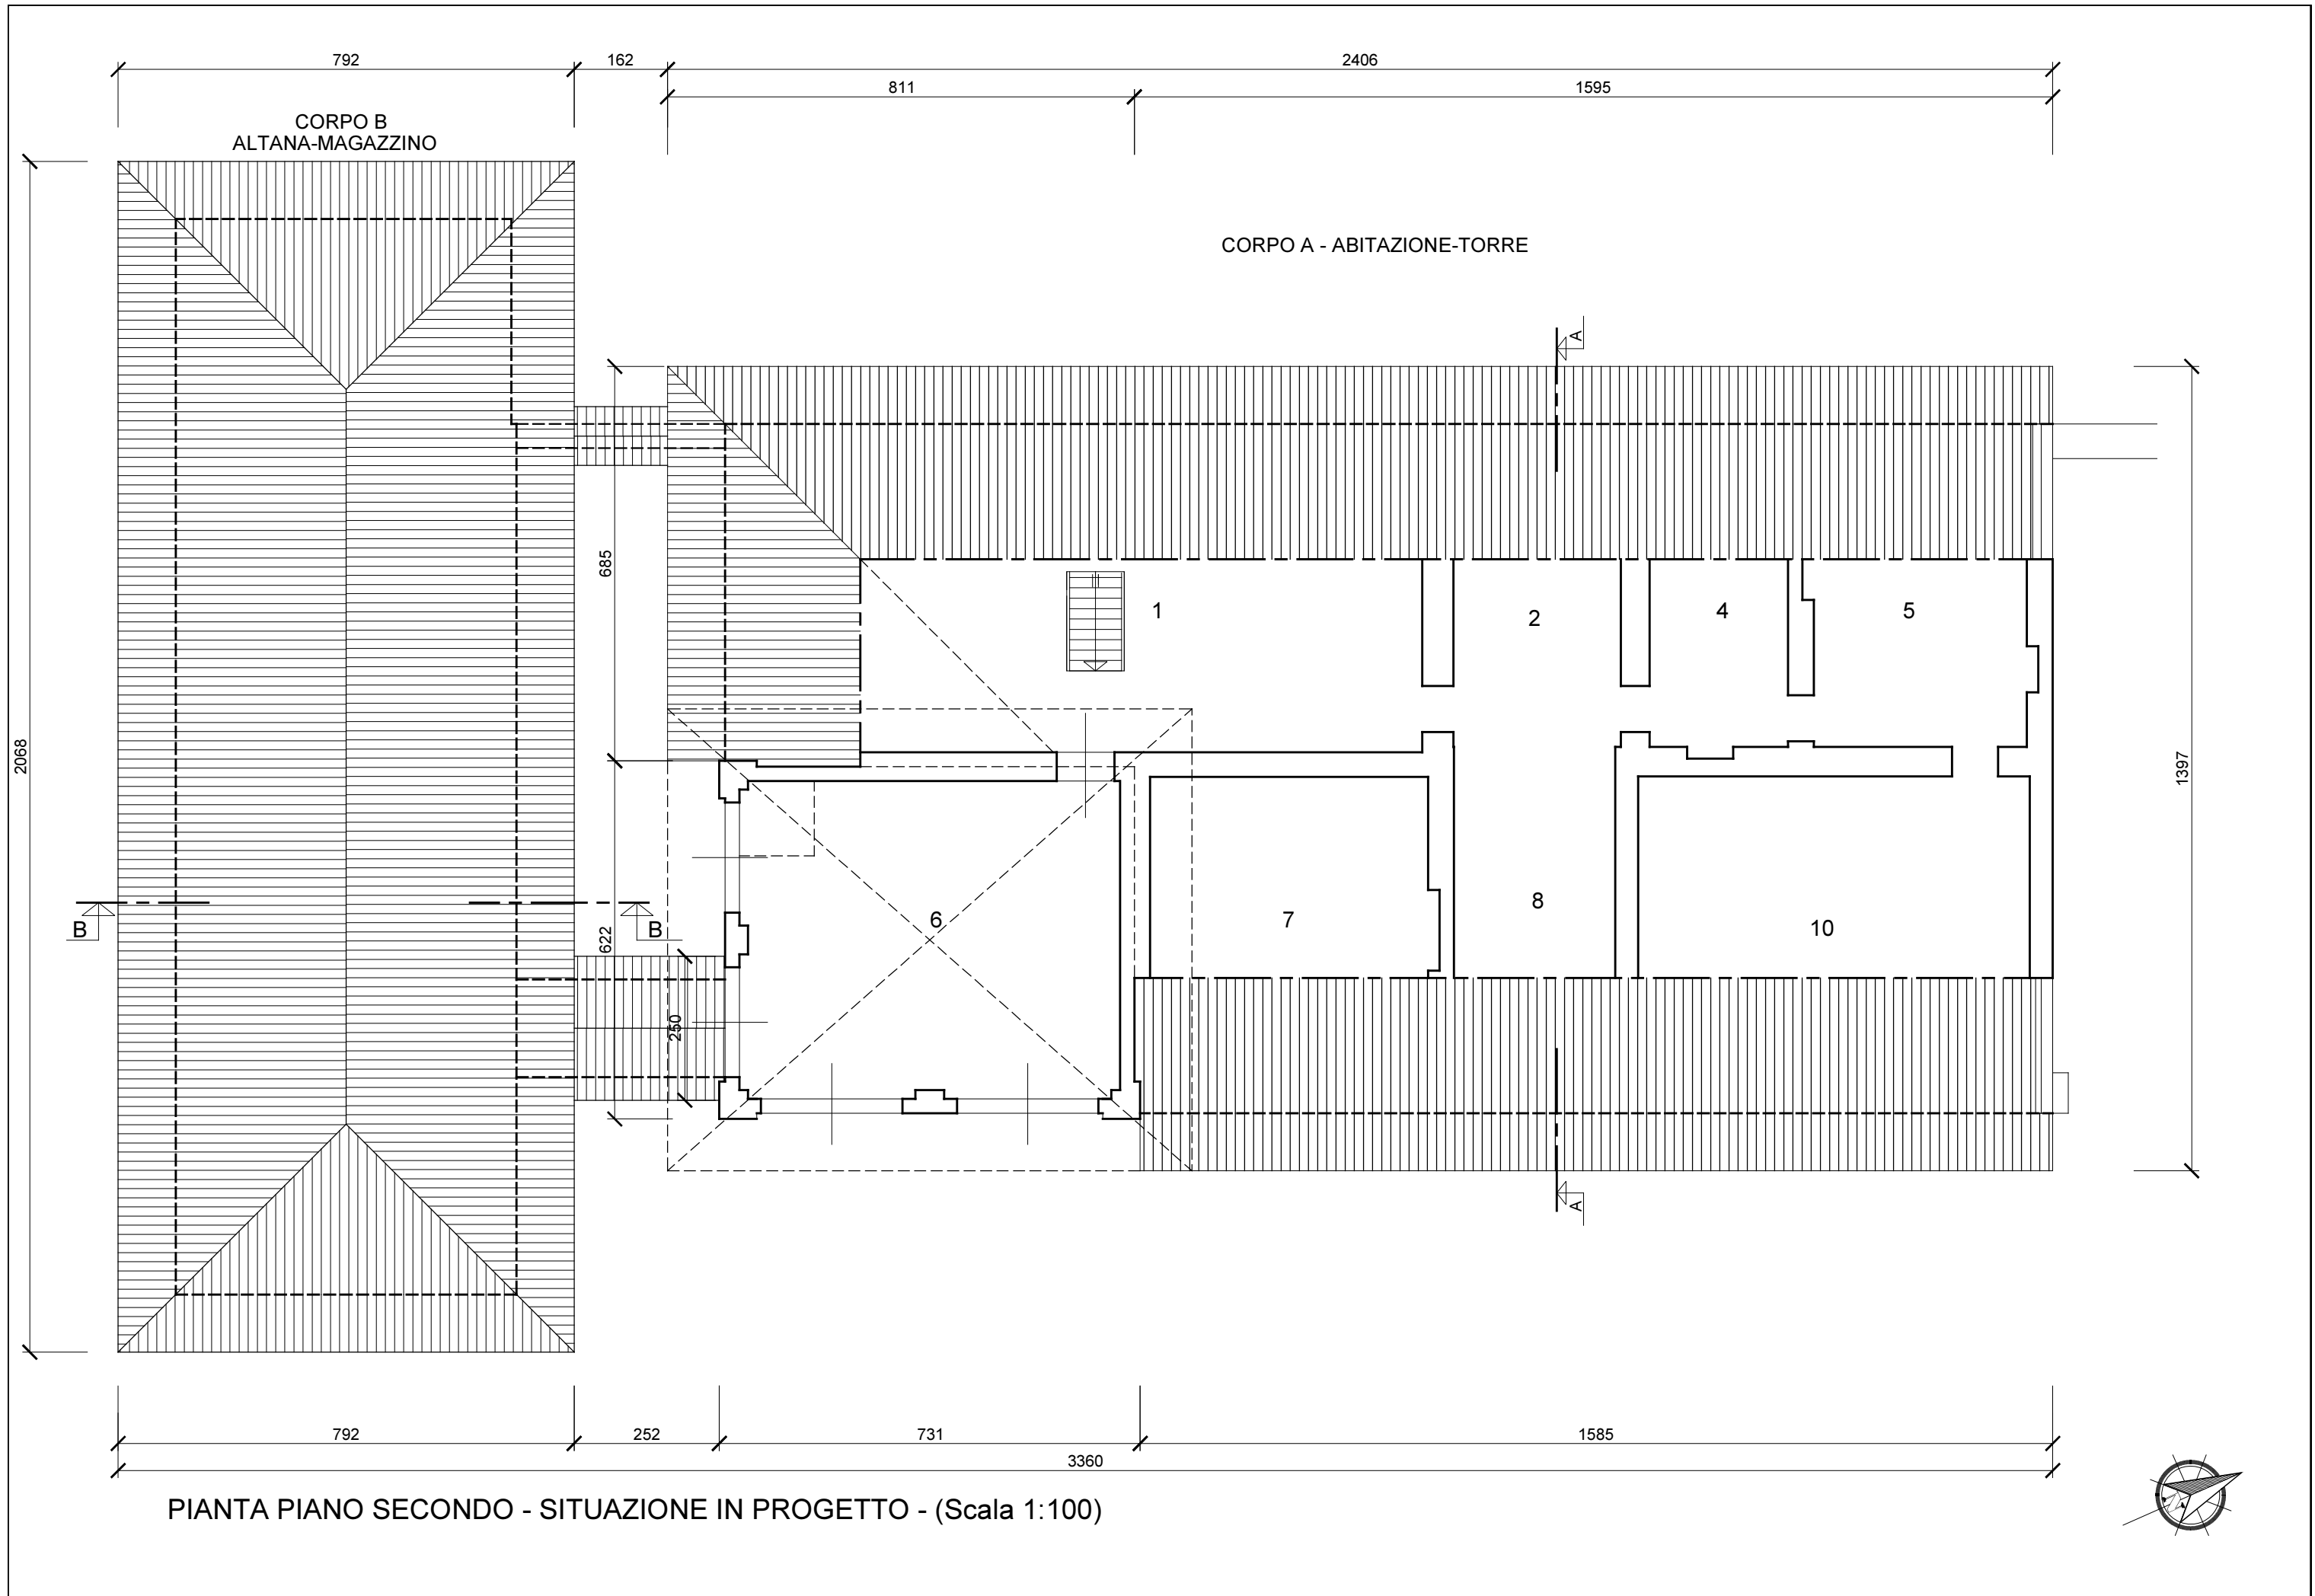 792
162
2406
811
1595
CORPO B
ALTANA-MAGAZZINO
CORPO A - ABITAZIONE-TORRE
A
685
1
2
4
5
2068
1397
6
7
8
10
B
B
622
250
A
792
252
731
1585
3360
PIANTA PIANO SECONDO - SITUAZIONE IN PROGETTO - (Scala 1:100)